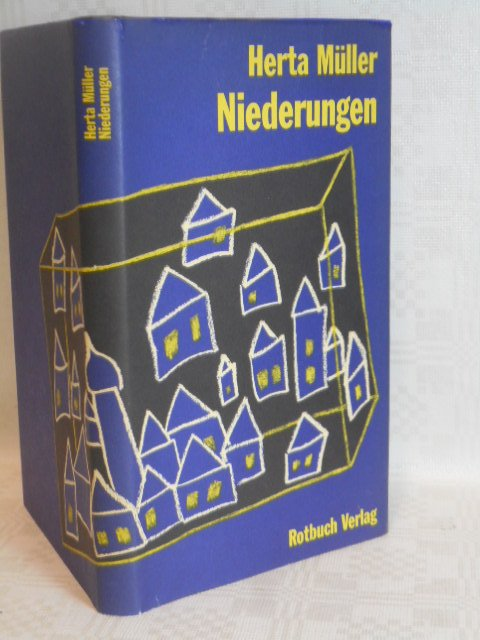 Herta Müller
Niederungen
Herta Müller
Niederungen
Rotbuch Verlag